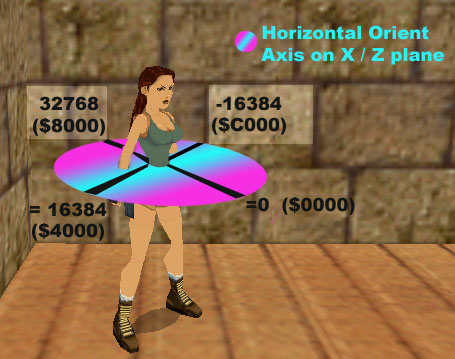 Horizontal Orient
Axis on X / Z plane
32768
($8000)
-16384
($C000)
= 16384
($4000)
=0 ($0000)